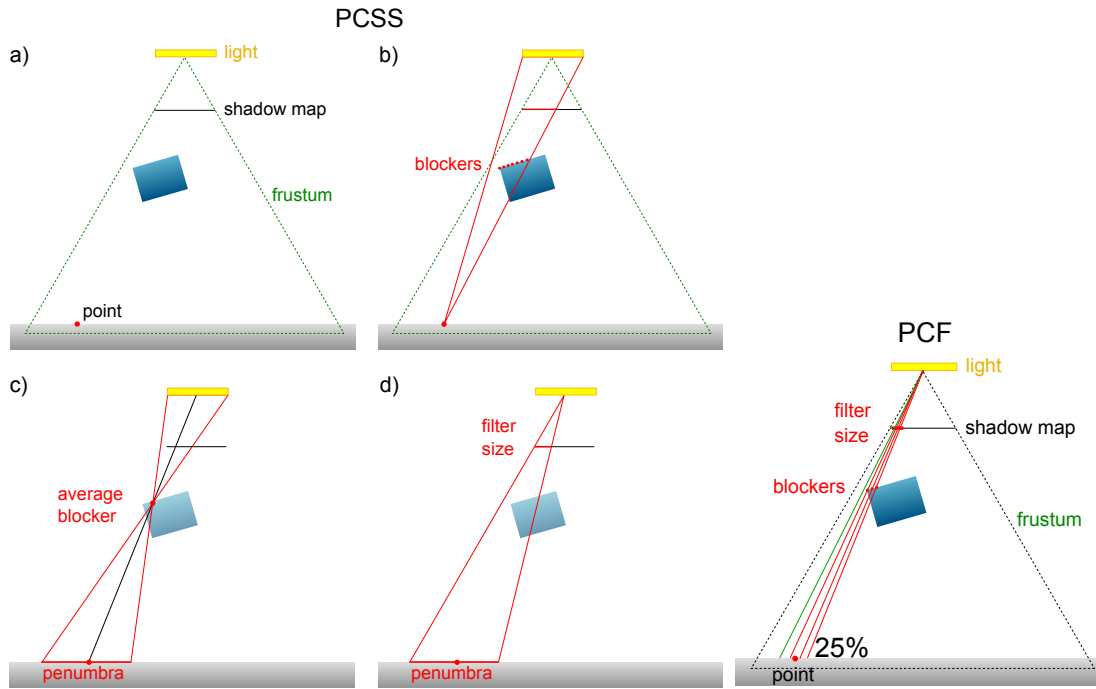 PCSS
a)
light
shadow map
frustum
point
b)
blockers
c)
average
blocker
penumbra
d)
filter
size
penumbra
PCF
light
filter
size
shadow map
blockers
frustum
25%
point